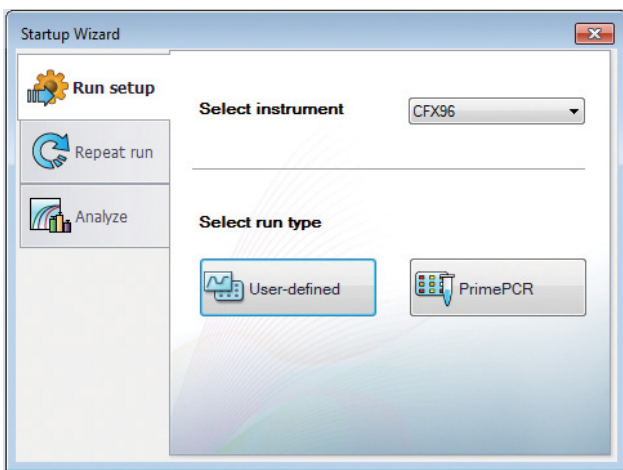 Startup Wizard
Run setup
Repeat run
Analyze
Select instrument
CFX96
Select run type
User-defined
PrimePCR